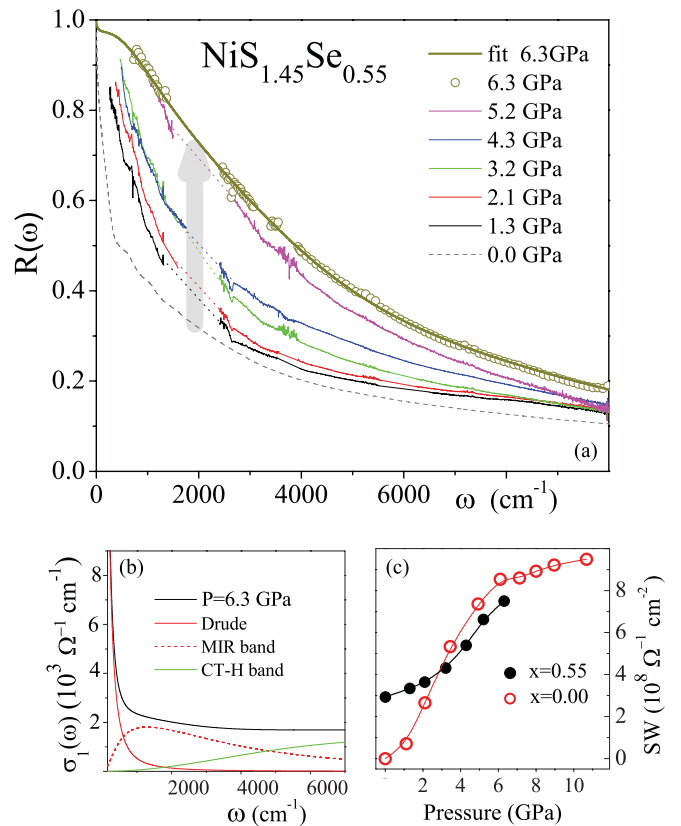 NiS1.45Se0.55
fit 6.3GPa
6.3 GPa
5.2 GPa
4.3 GPa
3.2 GPa
2.1 GPa
1.3 GPa
0.0 GPa
1.0
0.8
0.6
0.4
0.2
0.0
R(ω)
(a)
0 2000 4000 6000
ω (cm-1)
(b)
P=6.3 GPa
Drude
MIR band
CT-H band
8
6
4
2
0
σ1(ω) (10³ Ω⁻¹ cm⁻¹)
0 2000 4000 6000
ω (cm-1)
(c)
x=0.55
x=0.00
8
6
4
2
0
SW (10⁸ Ω⁻¹ cm⁻²)
0 2 4 6 8 10
Pressure (GPa)